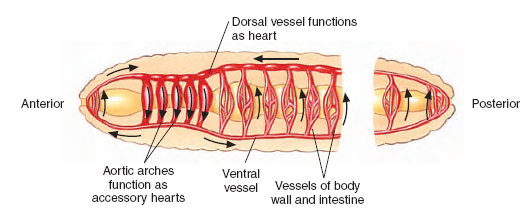 Dorsal vessel functions
as heart
Anterior
Posterior
Aortic arches
function as
accessory hearts
Ventral
vessel
Vessels of body
wall and intestine